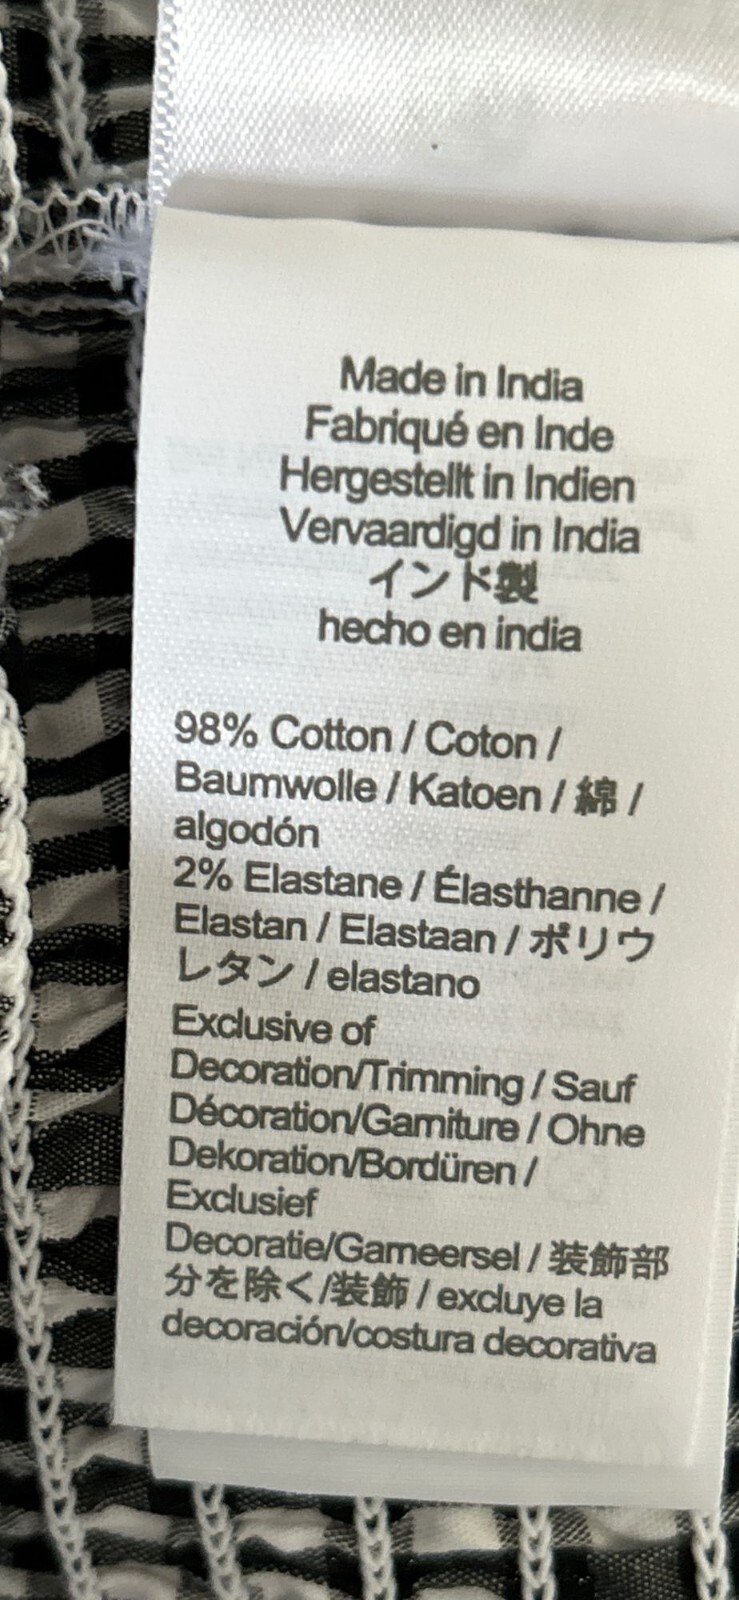 Made in India
Fabriqué en Inde
Hergestellt in Indien
Vervaardigd in India
インド製
hecho en india
98% Cotton / Coton /
Baumwolle / Katoen / 綿 /
algodón
2% Elastane / Élasthanne /
Elastan / Elastaan / ポリウ
レタン / elastano
Exclusive of
Decoration/Trimming / Sauf
Décoration/Garniture / Ohne
Dekoration/Bordüren /
Exclusief
Decoratie/Garneersel / 装飾部
分を除く/装飾 / excluye la
decoración/costura decorativa